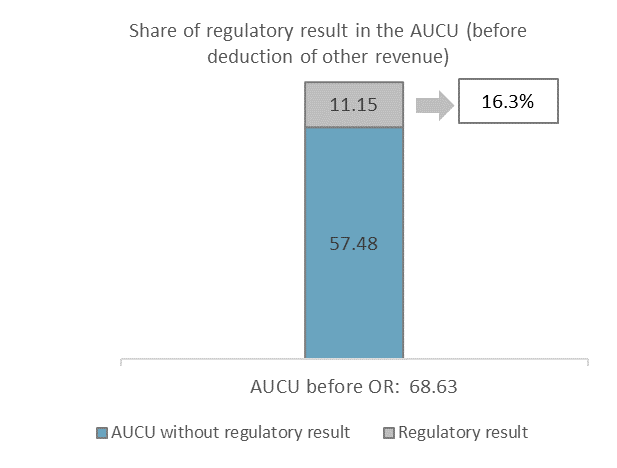 Share of regulatory result in the AUCU (before
deduction of other revenue)
11.15
16.3%
57.48
AUCU before OR: 68.63
AUCU without regulatory result
Regulatory result